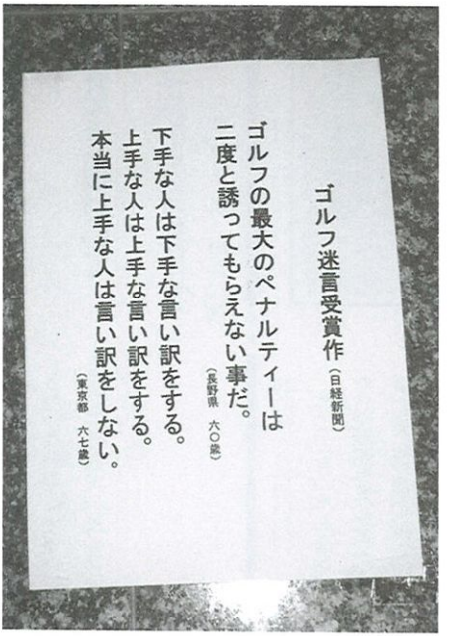 ゴルフ迷言受賞作(日経新聞)
ゴルフの最大のペナルティーは
二度と誘ってもらえない事だ。
(長野県 六〇歳)
下手な人は下手な言い訳をする。
上手な人は上手な言い訳をする。
本当に上手な人は言い訳をしない。
(東京都 六七歳)